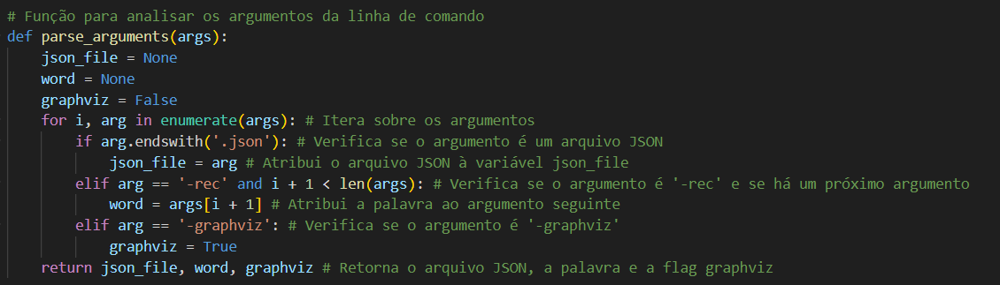 # Função para analisar os argumentos da linha de comando
def parse_arguments(args):
    json_file = None
    word = None
    graphviz = False
    for i, arg in enumerate(args): # Itera sobre os argumentos
        if arg.endswith('.json'): # Verifica se o argumento é um arquivo JSON
            json_file = arg # Atribui o arquivo JSON à variável json_file
        elif arg == '-rec' and i + 1 < len(args): # Verifica se o argumento é '-rec' e se há um próximo argumento
            word = args[i + 1] # Atribui a palavra ao argumento seguinte
        elif arg == '-graphviz': # Verifica se o argumento é '-graphviz'
            graphviz = True
    return json_file, word, graphviz # Retorna o arquivo JSON, a palavra e a flag graphviz